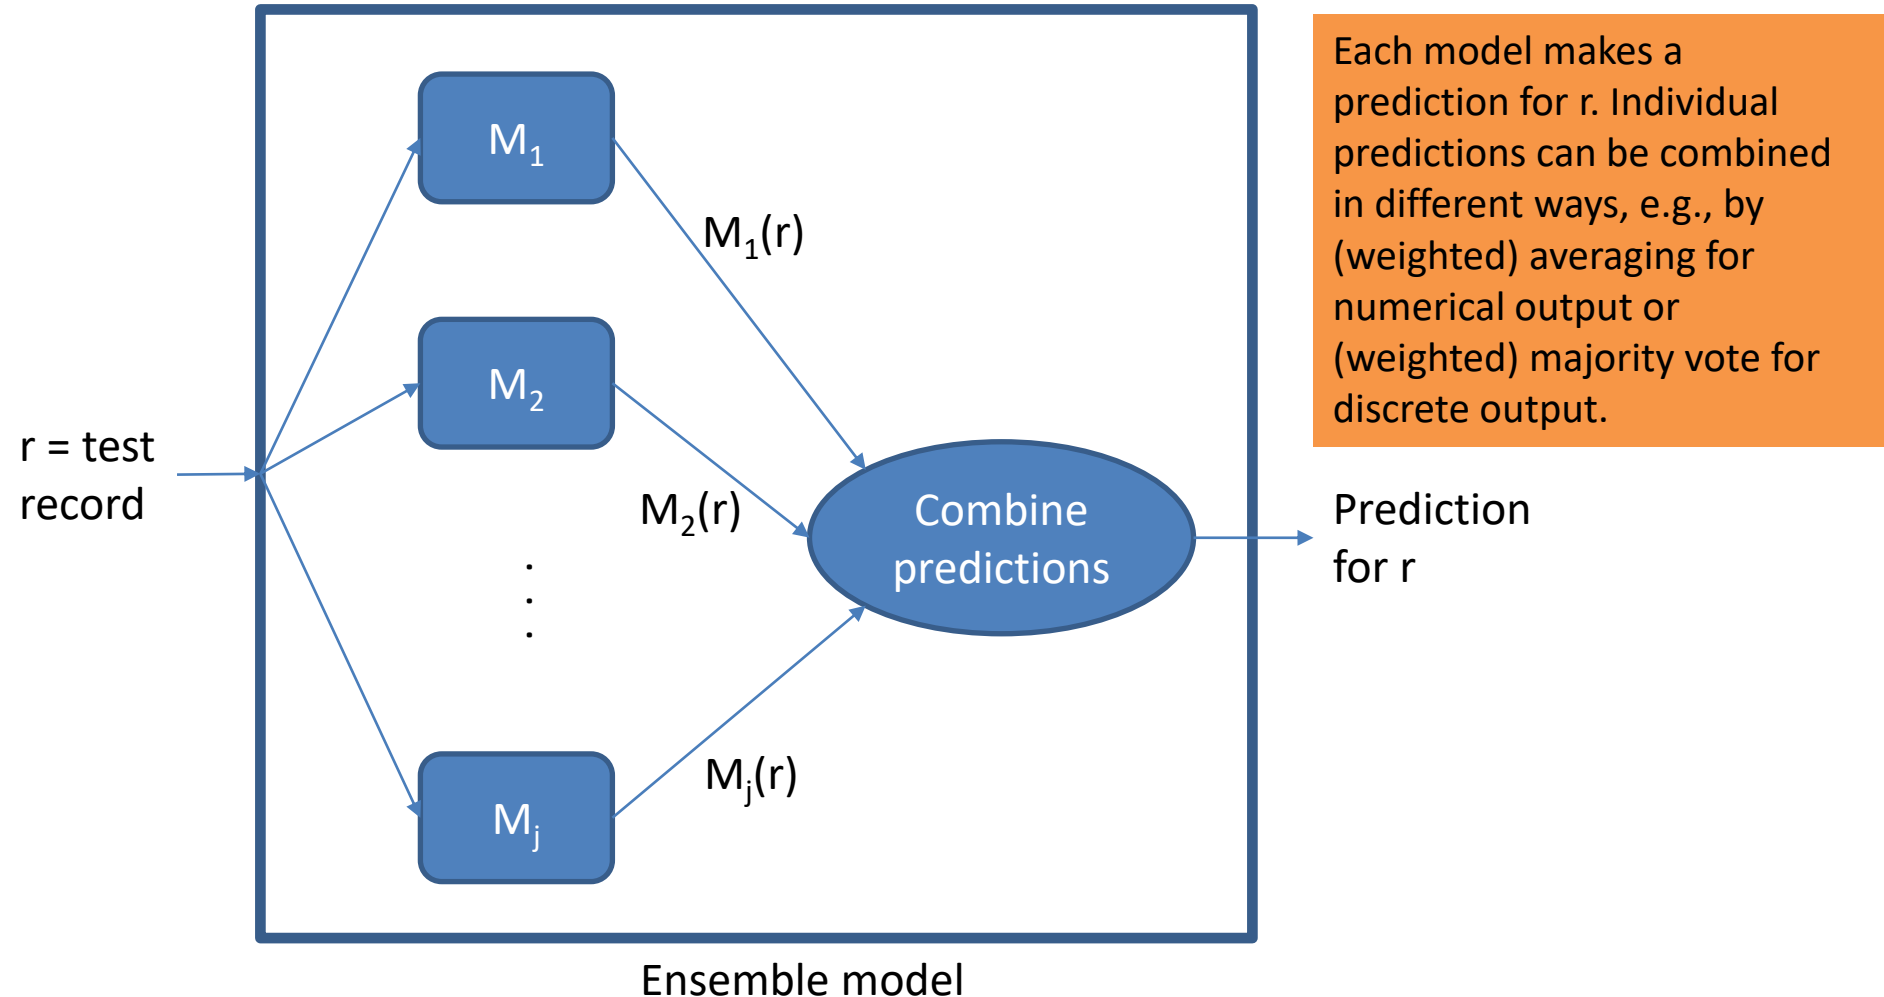 Each model makes a
prediction for r. Individual
predictions can be combined
in different ways, e.g., by
(weighted) averaging for
numerical output or
(weighted) majority vote for
discrete output.
M₁
M₁(r)
M₂
r = test
record
M₂(r)
Combine
predictions
Prediction
for r
.
.
.
Mⱼ(r)
Mⱼ
Ensemble model